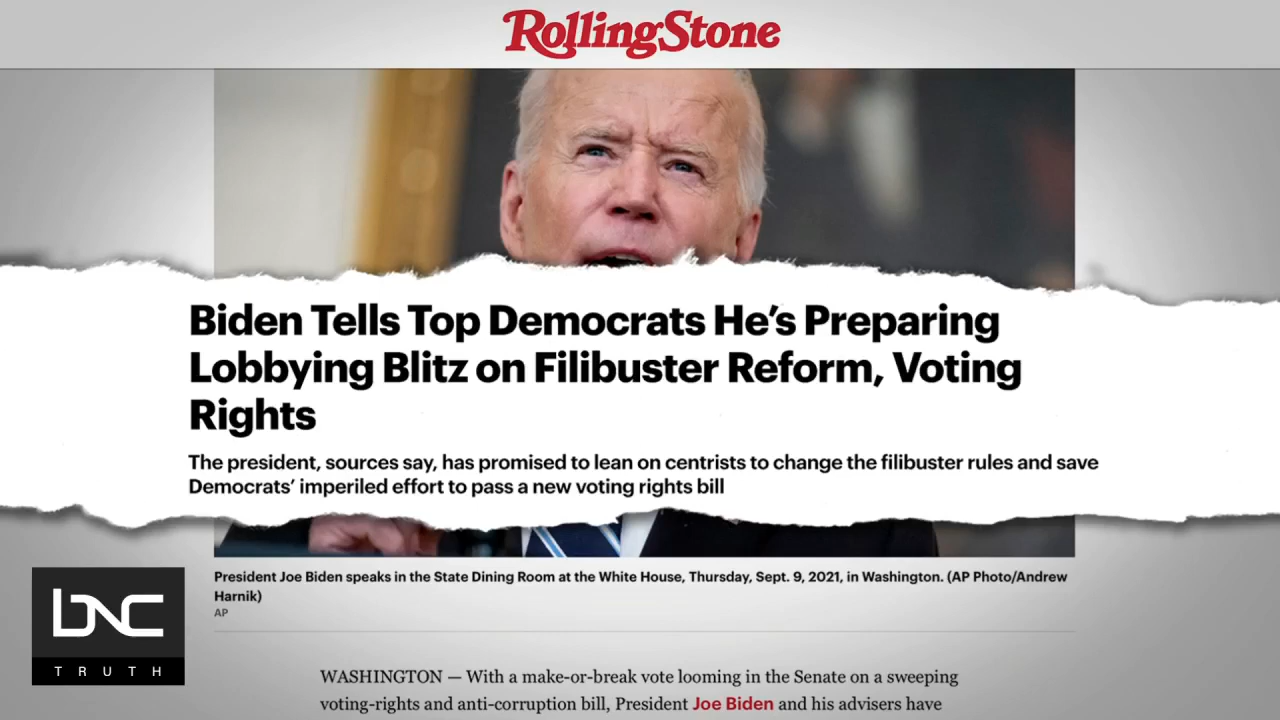 RollingStone
Biden Tells Top Democrats He's Preparing
Lobbying Blitz on Filibuster Reform, Voting
Rights
The president, sources say, has promised to lean on centrists to change the filibuster rules and save
Democrats' imperiled effort to pass a new voting rights bill
President Joe Biden speaks in the State Dining Room at the White House, Thursday, Sept. 9, 2021, in Washington. (AP Photo/Andrew
Harnik)
AP
BNC
TRUTH
WASHINGTON — With a make-or-break vote looming in the Senate on a sweeping
voting-rights and anti-corruption bill, President Joe Biden and his advisers have